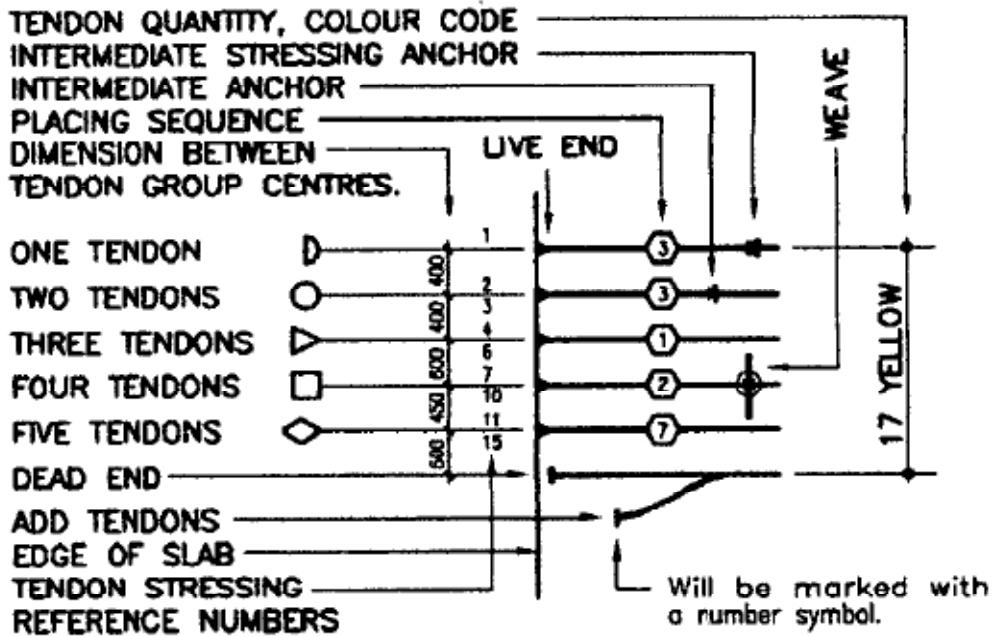 TENDON QUANTITY, COLOUR CODE
INTERMEDIATE STRESSING ANCHOR
INTERMEDIATE ANCHOR
PLACING SEQUENCE
DIMENSION BETWEEN
TENDON GROUP CENTRES.
LIVE END
WEAVE
ONE TENDON
1
3
400
TWO TENDONS
2
3
3
400
THREE TENDONS
4
6
1
600
FOUR TENDONS
7
10
2
450
FIVE TENDONS
11
15
7
600
17 YELLOW
DEAD END
ADD TENDONS
EDGE OF SLAB
TENDON STRESSING
REFERENCE NUMBERS
Will be marked with
a number symbol.